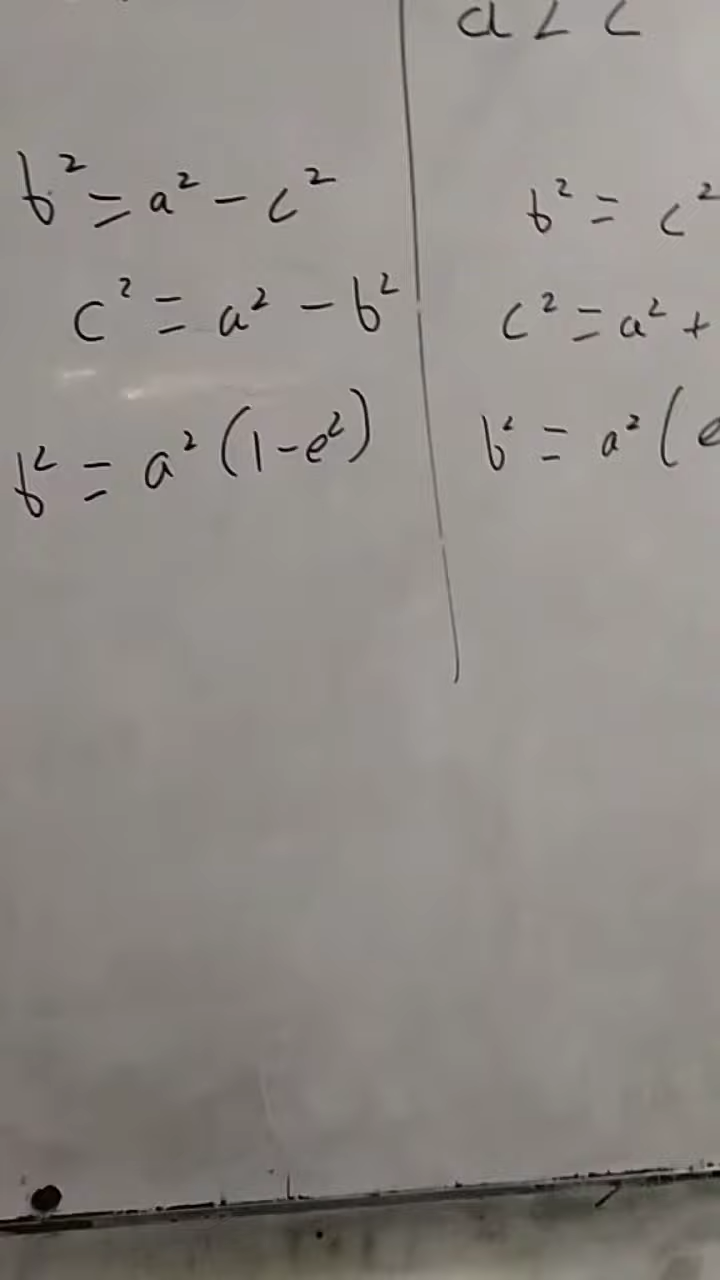 b² = a² - c²
c² = a² - b²
b² = a² (1-e²)
a < c
b² = c²
c² = a² +
b² = a² (e